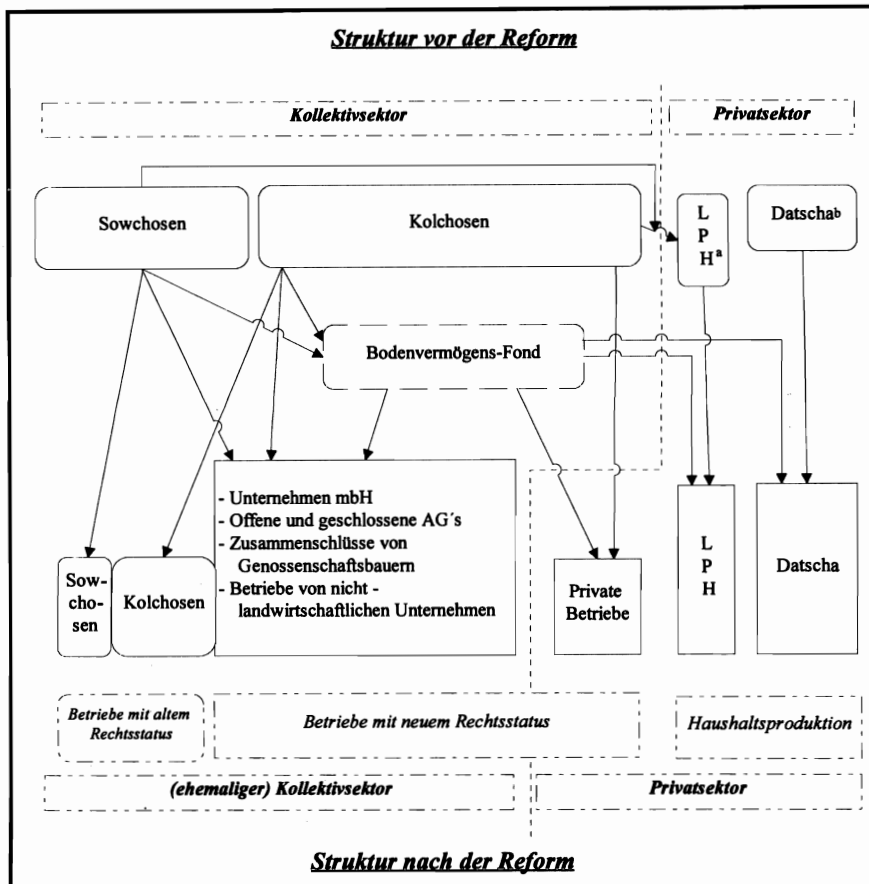 Struktur vor der Reform
Kollektivsektor
Privatsektor
Sowchosen
Kolchosen
L
P
Hᵃ
Datschaᵇ
Bodenvermögens-Fond
- Unternehmen mbH
- Offene und geschlossene AG´s
- Zusammenschlüsse von
Genossenschaftsbauern
- Betriebe von nicht -
landwirtschaftlichen Unternehmen
Sow-
cho-
sen
Kolchosen
Private
Betriebe
L
P
H
Datscha
Betriebe mit altem
Rechtsstatus
Betriebe mit neuem Rechtsstatus
Haushaltsproduktion
(ehemaliger) Kollektivsektor
Privatsektor
Struktur nach der Reform